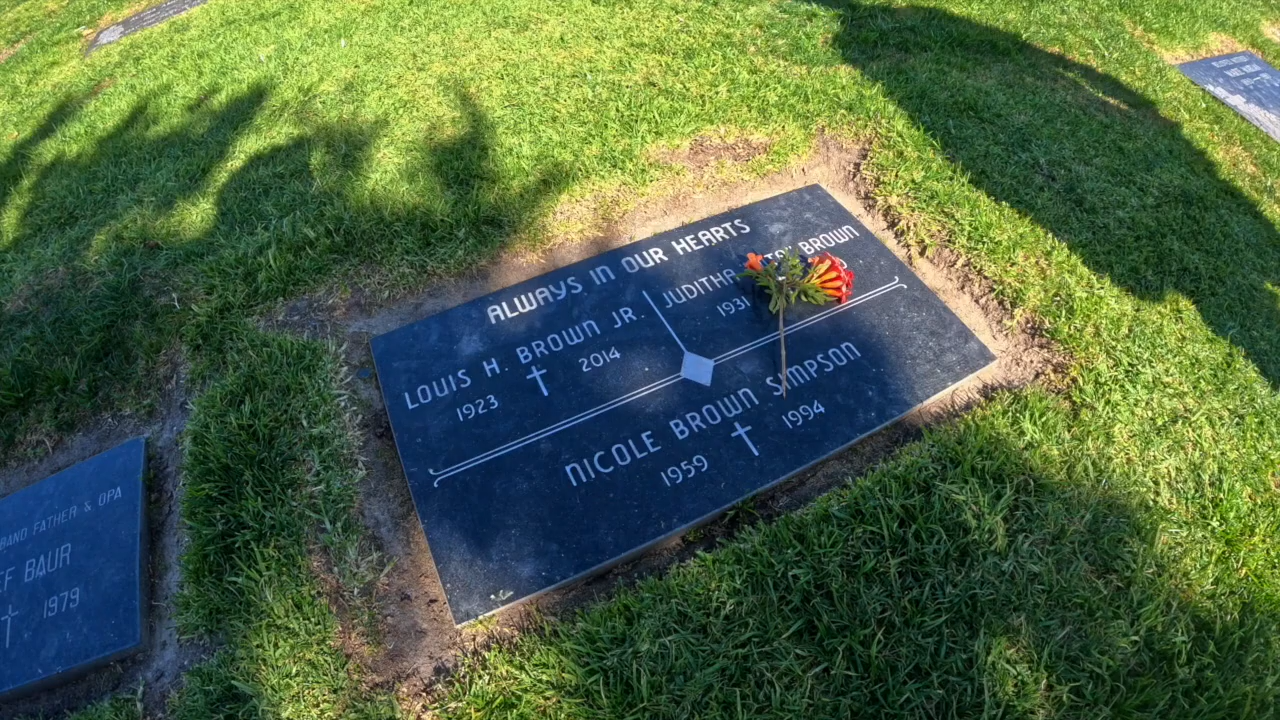 ALWAYS IN OUR HEARTS
LOUIS H. BROWN JR.
1923 2014
JUDITHA BROWN
1931
NICOLE BROWN SIMPSON
1959 1994
FATHER & OPA
BAUR
1979